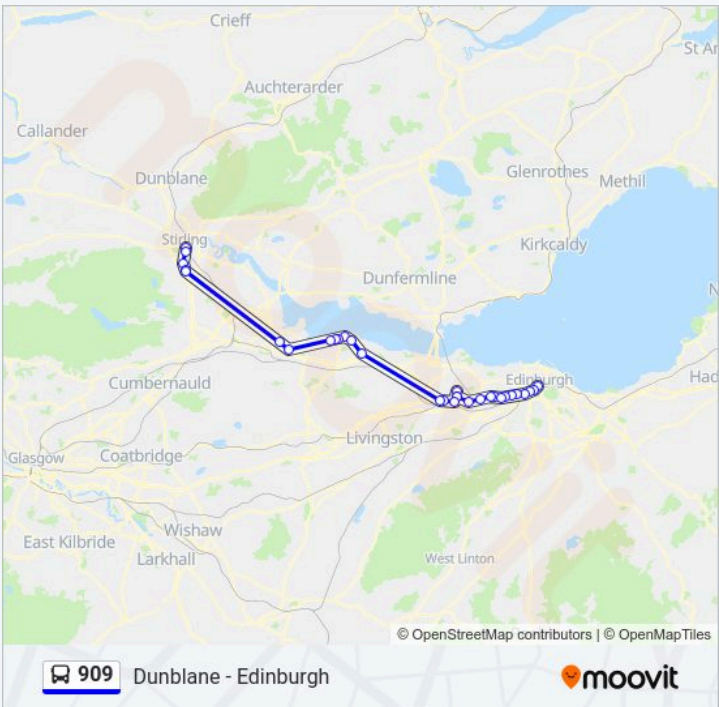 Crieff
St Ar
Auchterarder
Callander
Dunblane
Glenrothes
Methil
Stirling
Kirkcaldy
Dunfermline
N
Cumbernauld
Edinburgh
Had
Livingston
Glasgow
Coatbridge
Wishaw
East Kilbride
Larkhall
West Linton
© OpenStreetMap contributors | © OpenMapTiles
909 Dunblane - Edinburgh
moovit